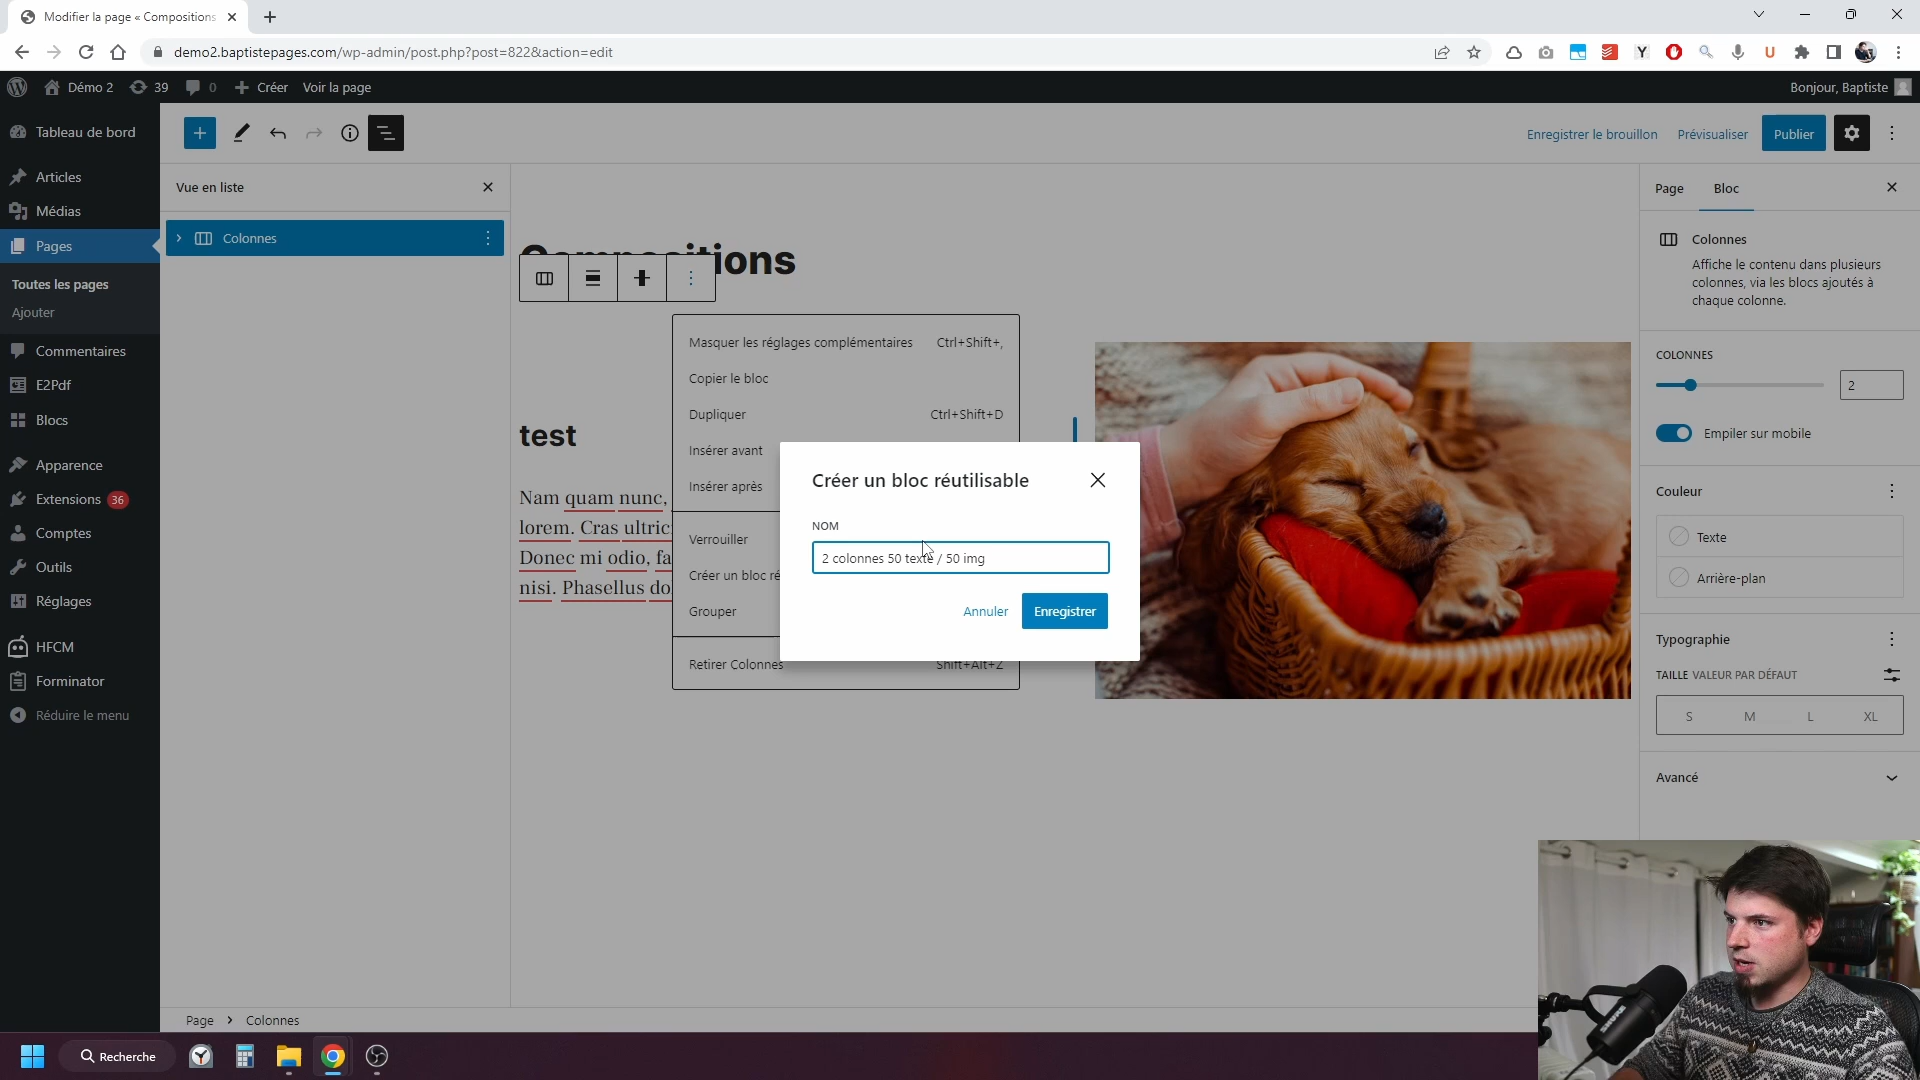 Modifier la page « Compositions
demo2.baptistepages.com/wp-admin/post.php?post=822&action=edit
Démo 2
39
0
Créer
Voir la page
Bonjour, Baptiste
Tableau de bord
Articles
Médias
Pages
Toutes les pages
Ajouter
Commentaires
E2Pdf
Blocs
Apparence
Extensions
36
Comptes
Outils
Réglages
HFCM
Forminator
Réduire le menu
Enregistrer le brouillon
Prévisualiser
Publier
Vue en liste
Colonnes
Compositions
test
Nam quam nunc,
lorem. Cras ultric
Donec mi odio, fa
nisi. Phasellus do
Masquer les réglages complémentaires Ctrl+Shift+,
Copier le bloc
Dupliquer Ctrl+Shift+D
Insérer avant
Insérer après
Verrouiller
Créer un bloc ré
Grouper
Retirer Colonnes Shift+Alt+Z
Créer un bloc réutilisable
NOM
2 colonnes 50 texte / 50 img
Annuler
Enregistrer
Page
Bloc
Colonnes
Affiche le contenu dans plusieurs
colonnes, via les blocs ajoutés à
chaque colonne.
COLONNES
2
Empiler sur mobile
Couleur
Texte
Arrière-plan
Typographie
TAILLE VALEUR PAR DÉFAUT
S M L XL
Avancé
Page > Colonnes
Recherche